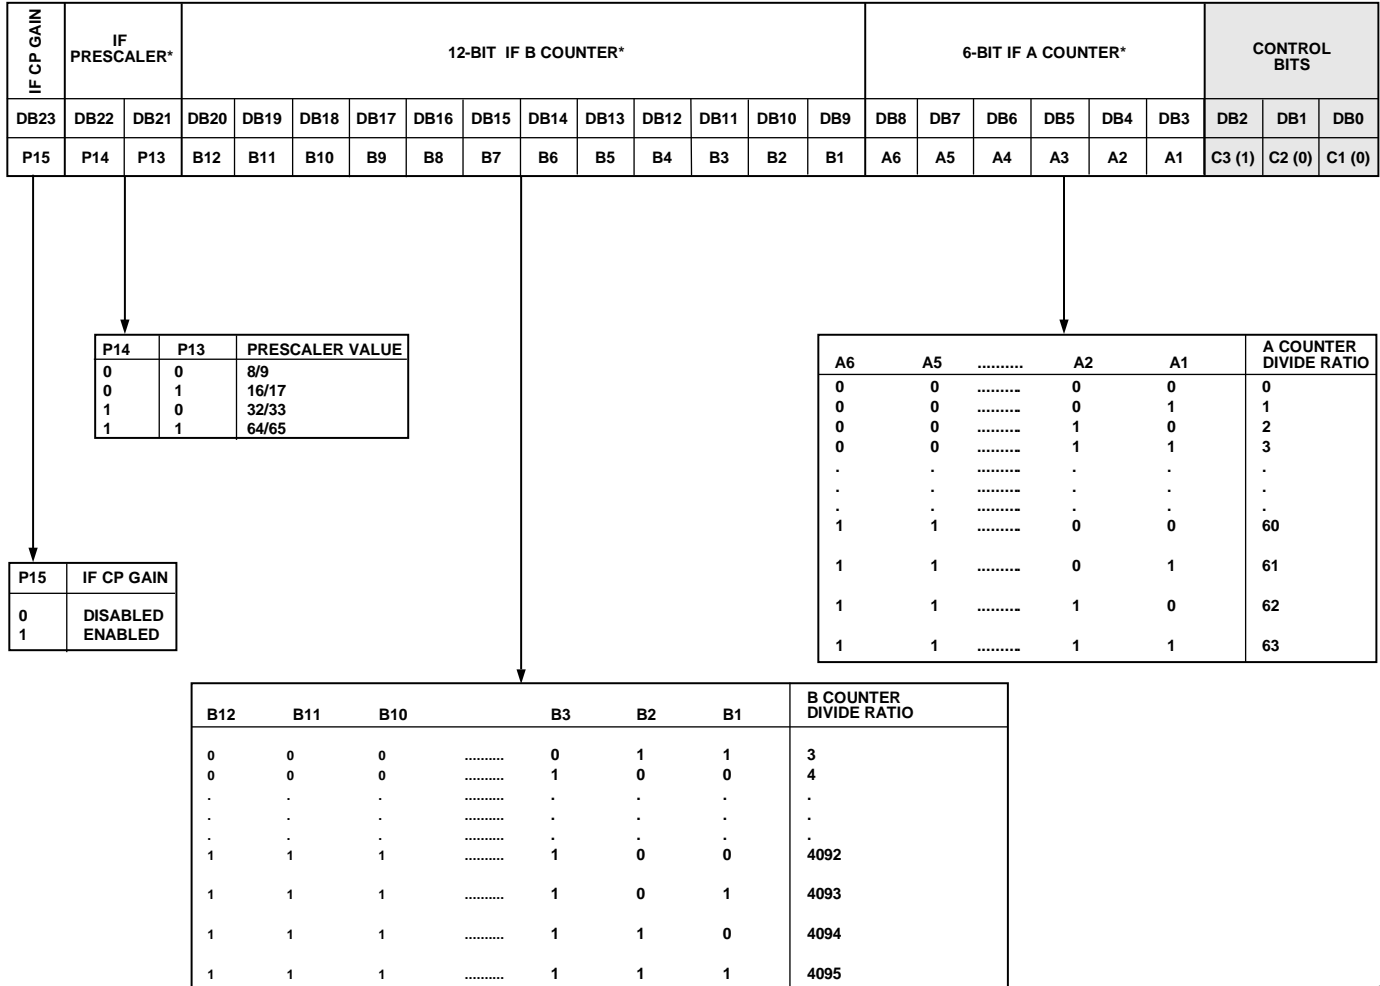 IF CP GAIN
IF
PRESCALER*
12-BIT IF B COUNTER*
6-BIT IF A COUNTER*
CONTROL
BITS
DB23 DB22 DB21 DB20 DB19 DB18 DB17 DB16 DB15 DB14 DB13 DB12 DB11 DB10 DB9 DB8 DB7 DB6 DB5 DB4 DB3 DB2 DB1 DB0
P15 P14 P13 B12 B11 B10 B9 B8 B7 B6 B5 B4 B3 B2 B1 A6 A5 A4 A3 A2 A1 C3 (1) C2 (0) C1 (0)
P14 P13 PRESCALER VALUE
0 0 8/9
0 1 16/17
1 0 32/33
1 1 64/65
A6 A5 .......... A2 A1 A COUNTER
DIVIDE RATIO
0 0 .......... 0 0 0
0 0 .......... 0 1 1
0 0 .......... 1 0 2
0 0 .......... 1 1 3
. . .......... . . .
. . .......... . . .
. . .......... . . .
1 1 .......... 0 0 60
1 1 .......... 0 1 61
1 1 .......... 1 0 62
1 1 .......... 1 1 63
P15 IF CP GAIN
0 DISABLED
1 ENABLED
B12 B11 B10 B3 B2 B1 B COUNTER
DIVIDE RATIO
0 0 0 .......... 0 1 1 3
0 0 0 .......... 1 0 0 4
. . . .......... . . . .
. . . .......... . . . .
. . . .......... . . . .
1 1 1 .......... 1 0 0 4092
1 1 1 .......... 1 0 1 4093
1 1 1 .......... 1 1 0 4094
1 1 1 .......... 1 1 1 4095